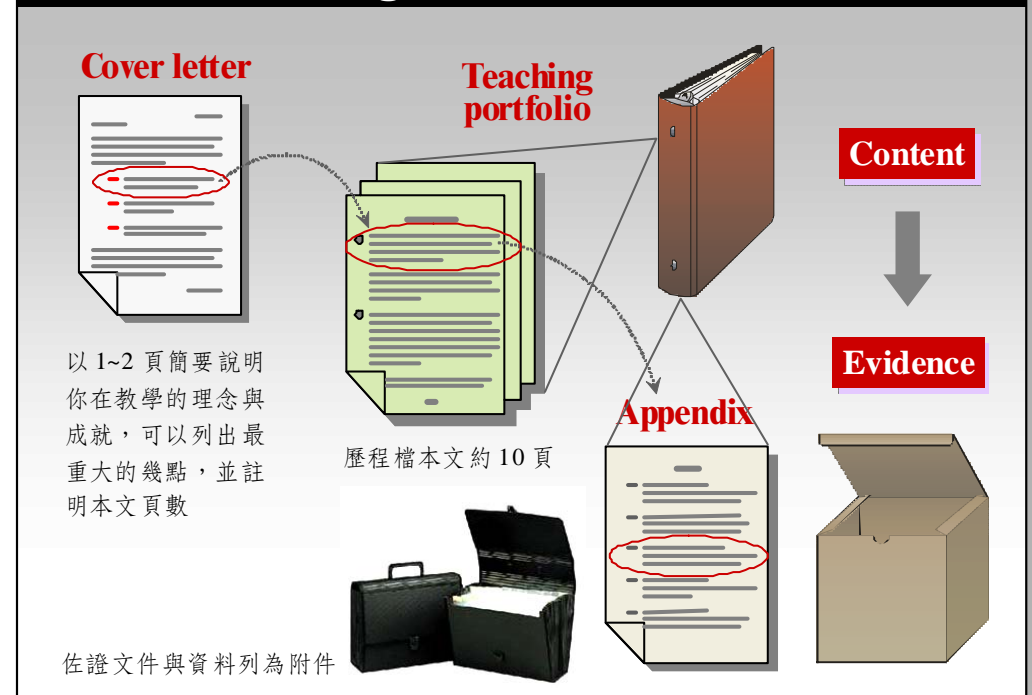 Cover letter
Teaching
portfolio
Content
以 1~2 頁簡要說明
你在教學的理念與
成就，可以列出最
重大的幾點，並註
明本文頁數
歷程檔本文約 10 頁
Evidence
Appendix
佐證文件與資料列為附件